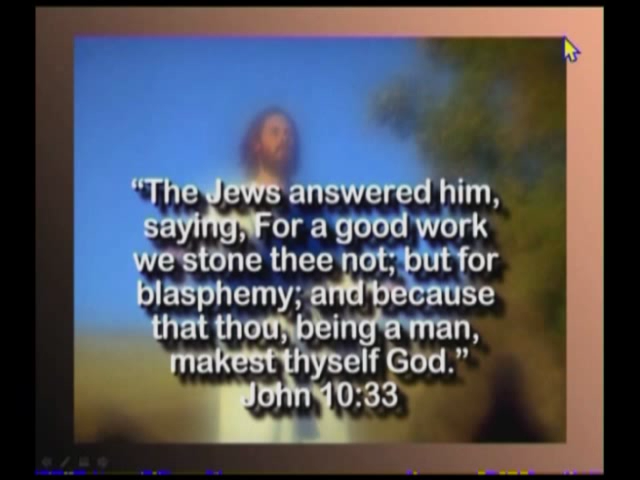 “The Jews answered him,
saying, For a good work
we stone thee not; but for
blasphemy; and because
that thou, being a man,
makest thyself God.”
John 10:33